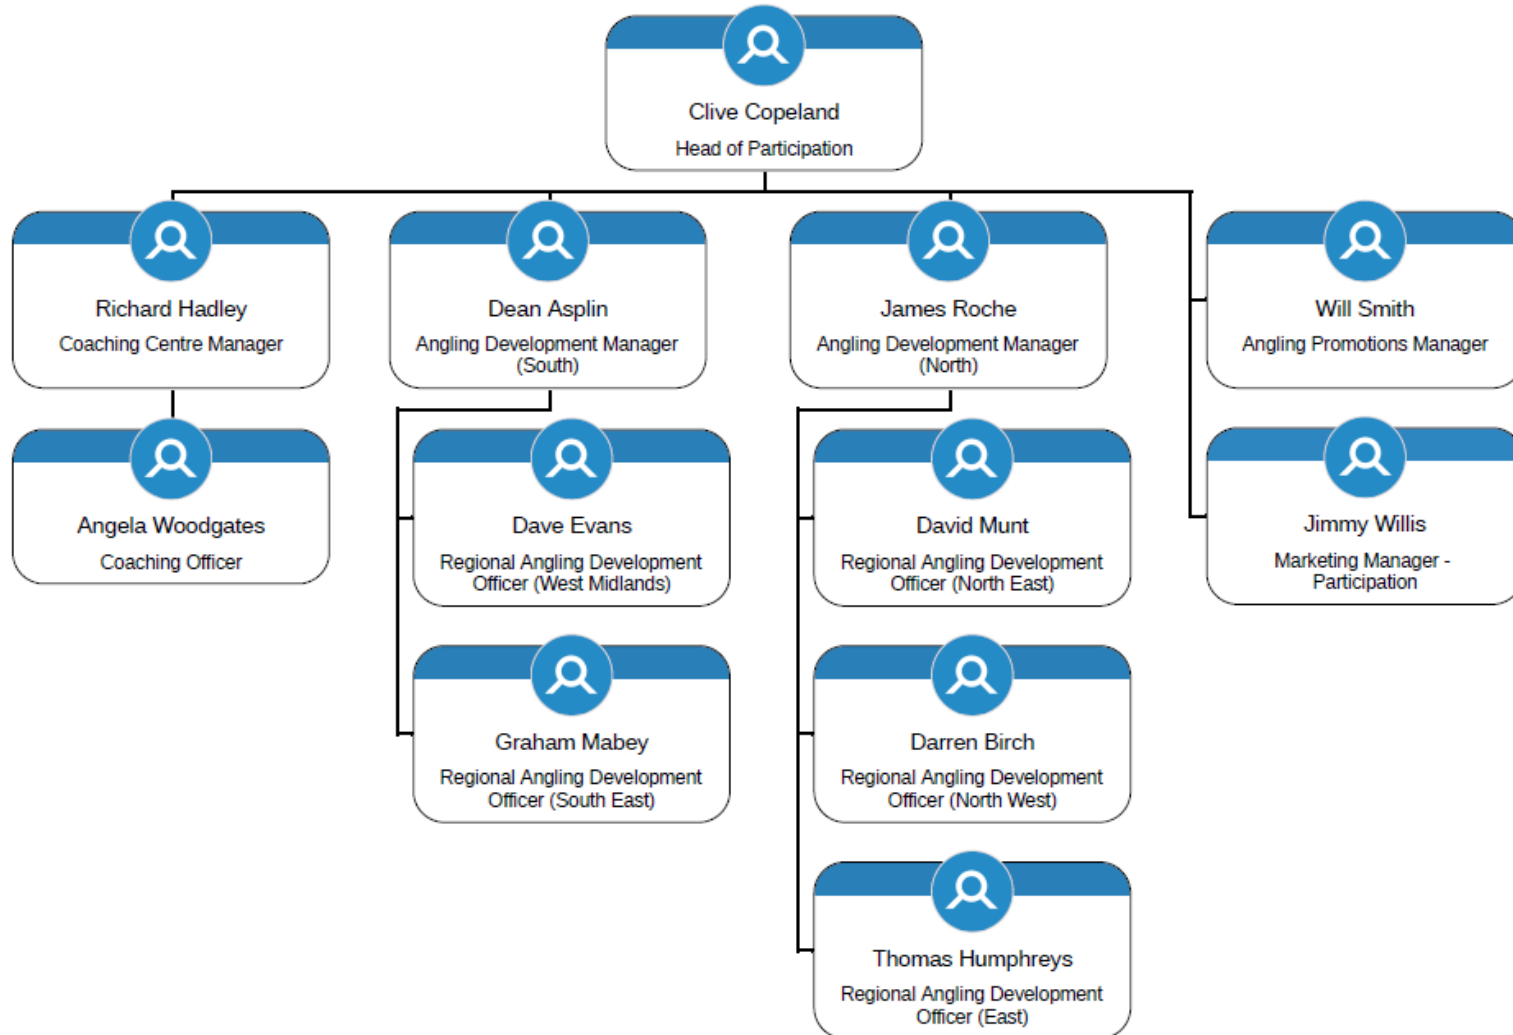 Clive Copeland
Head of Participation
Richard Hadley
Coaching Centre Manager
Dean Asplin
Angling Development Manager
(South)
James Roche
Angling Development Manager
(North)
Will Smith
Angling Promotions Manager
Angela Woodgates
Coaching Officer
Dave Evans
Regional Angling Development
Officer (West Midlands)
David Munt
Regional Angling Development
Officer (North East)
Jimmy Willis
Marketing Manager -
Participation
Graham Mabey
Regional Angling Development
Officer (South East)
Darren Birch
Regional Angling Development
Officer (North West)
Thomas Humphreys
Regional Angling Development
Officer (East)